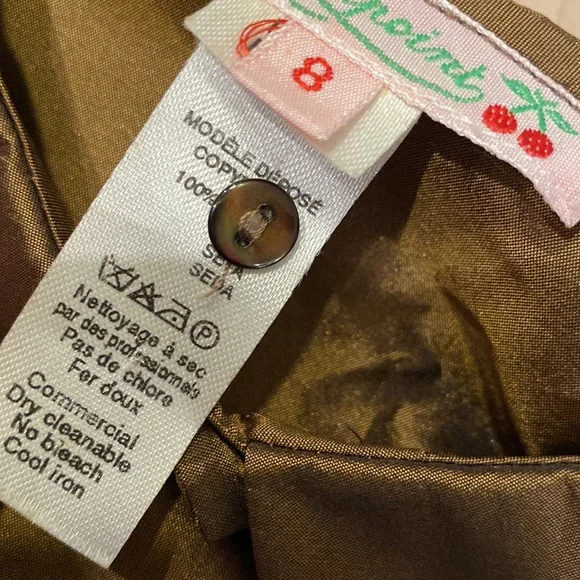 point
8
MODÈLE DÉPOSÉ
100%
SETA
SEDA
P
Nettoyage à sec
par des professionnels
Pas de chlore
Fer doux
Commercial
Dry cleanable
No bleach
Cool iron